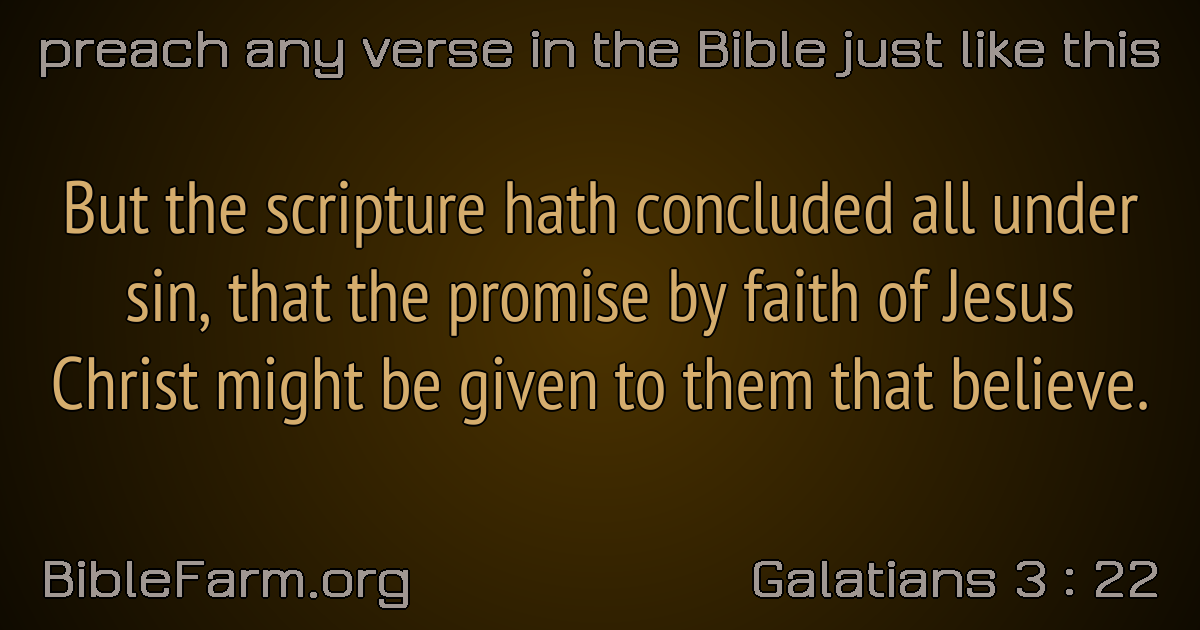 preach any verse in the Bible just like this
But the scripture hath concluded all under
sin, that the promise by faith of Jesus
Christ might be given to them that believe.
BibleFarm.org
Galatians 3 : 22